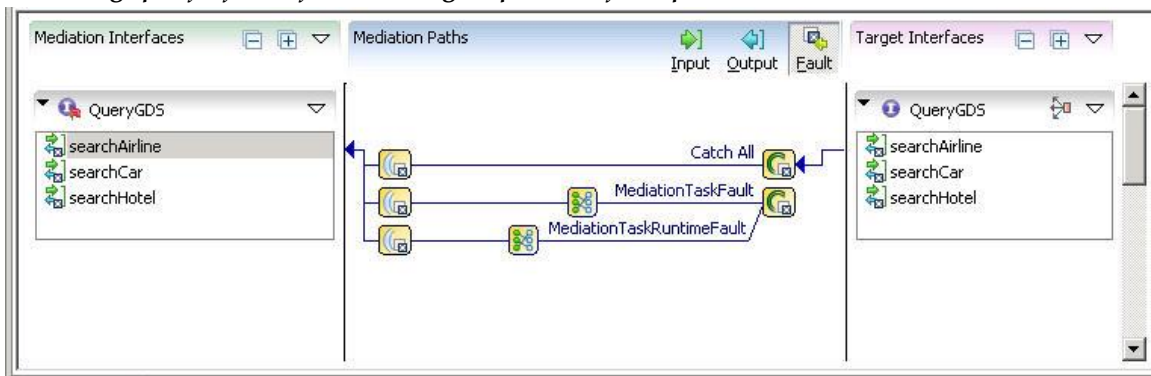 Mediation Interfaces
Mediation Paths
Input Output Fault
Target Interfaces
QueryGDS
searchAirline
searchCar
searchHotel
Catch All
MediationTaskFault
MediationTaskRuntimeFault
QueryGDS
searchAirline
searchCar
searchHotel